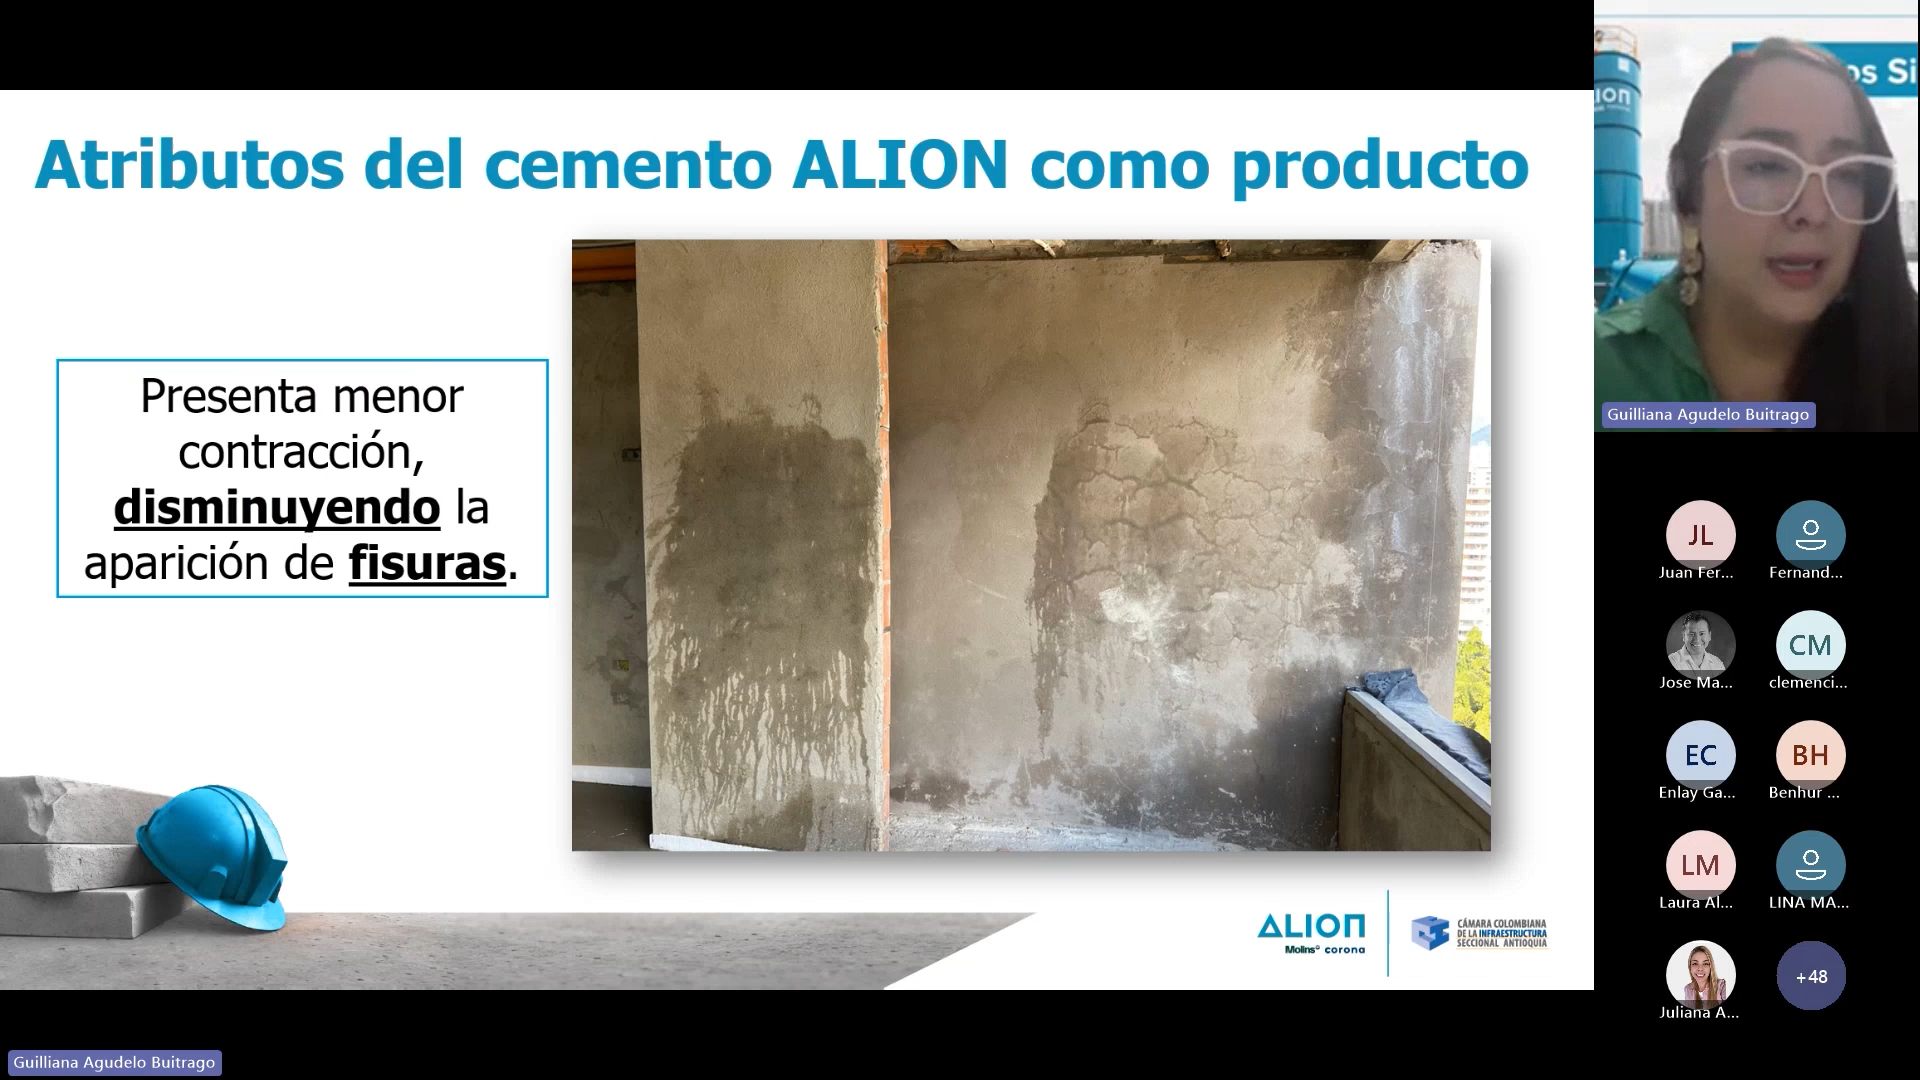 Atributos del cemento ALION como producto
Presenta menor
contracción,
disminuyendo la
aparición de fisuras.
ALION
Molins corona
CÁMARA COLOMBIANA
DE LA INFRAESTRUCTURA
SECCIONAL ANTIOQUIA
os Si
Guilliana Agudelo Buitrago
JL
Juan Fer...
Fernand...
Jose Ma...
CM
clemenci...
EC
Enlay Ga...
BH
Benhur ...
LM
Laura Al...
LINA MA...
Juliana A...
+48
Guilliana Agudelo Buitrago